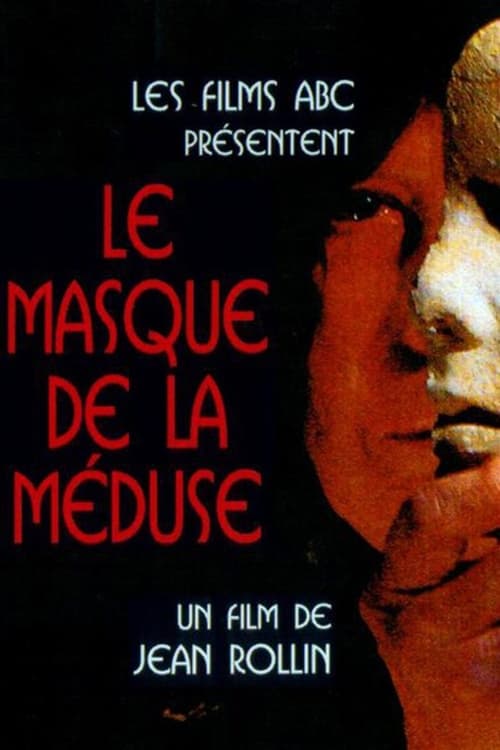 LES FILMS ABC
PRÉSENTENT
LE
MASQUE
DE LA
MÉDUSE
UN FILM DE
JEAN ROLLIN